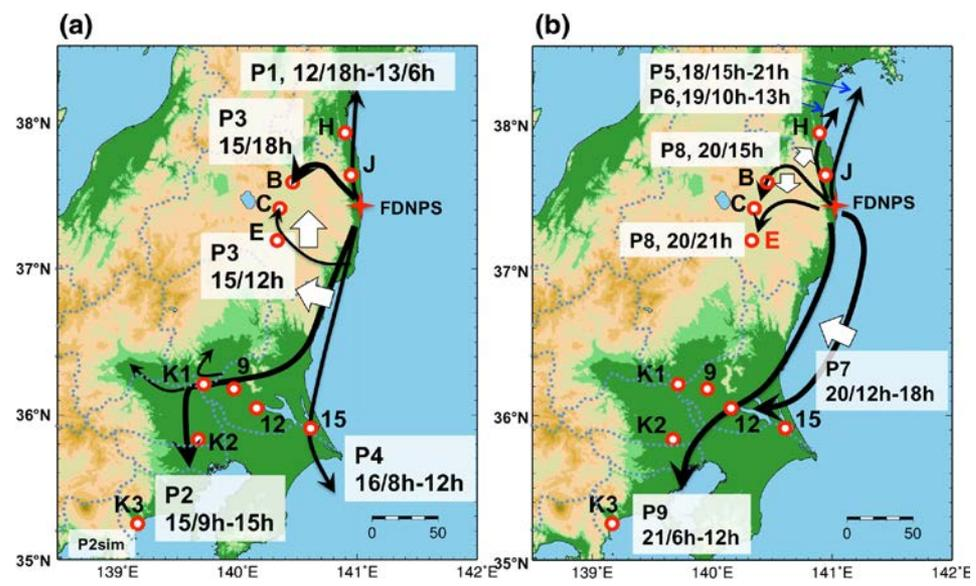 (a)
P1, 12/18h-13/6h
P3
15/18h
H
J
B
C
FDNPS
E
P3
15/12h
K1
9
12
15
K2
P4
16/8h-12h
P2
15/9h-15h
K3
P2sim
0 50
38°N
37°N
36°N
35°N
139°E 140°E 141°E 142°E
(b)
P5,18/15h-21h
P6,19/10h-13h
H
P8, 20/15h
J
B
C
FDNPS
P8, 20/21h
E
K1
9
P7
20/12h-18h
12
15
K2
K3
P9
21/6h-12h
0 50
38°N
37°N
36°N
35°N
139°E 140°E 141°E 142°E